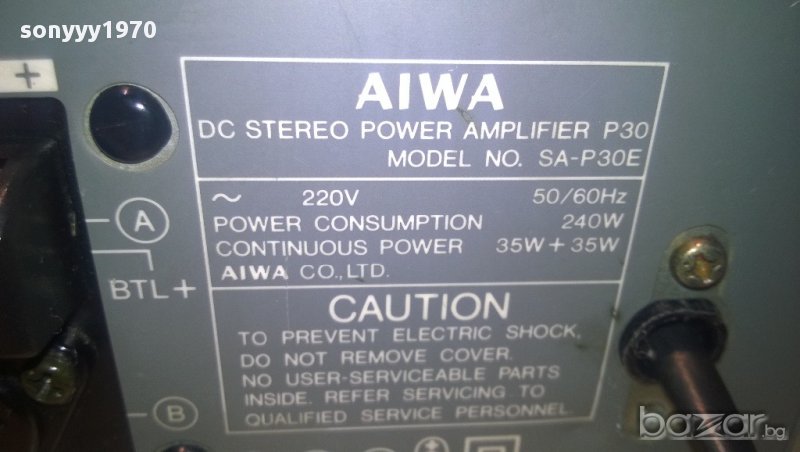 sonyyy1970
+
AIWA
DC STEREO POWER AMPLIFIER P30
MODEL NO. SA-P30E
~ 220V 50/60Hz
POWER CONSUMPTION 240W
CONTINUOUS POWER 35W + 35W
AIWA CO.,LTD.
A
BTL +
CAUTION
TO PREVENT ELECTRIC SHOCK,
DO NOT REMOVE COVER.
NO USER-SERVICEABLE PARTS
INSIDE. REFER SERVICING TO
QUALIFIED SERVICE PERSONNEL.
B
bazar.bg